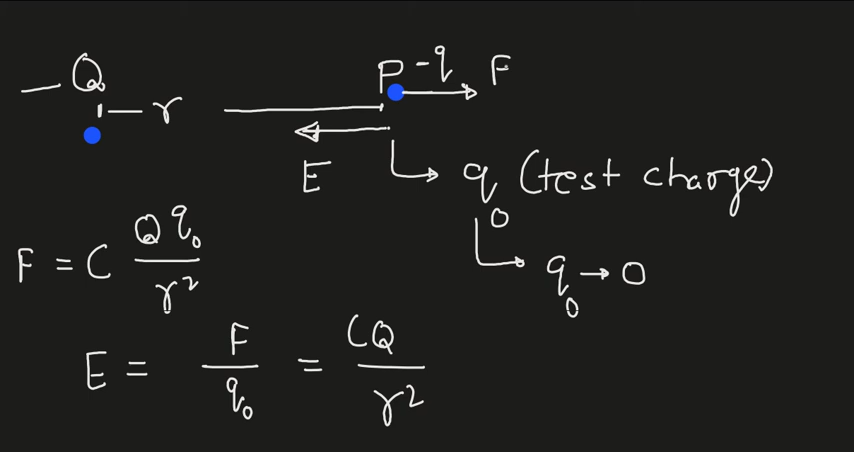 – Q
P -q F
r
E
q₀ (test charge)
F = C Qq₀/r²
q₀ → 0
E = F/q₀ = CQ/r²